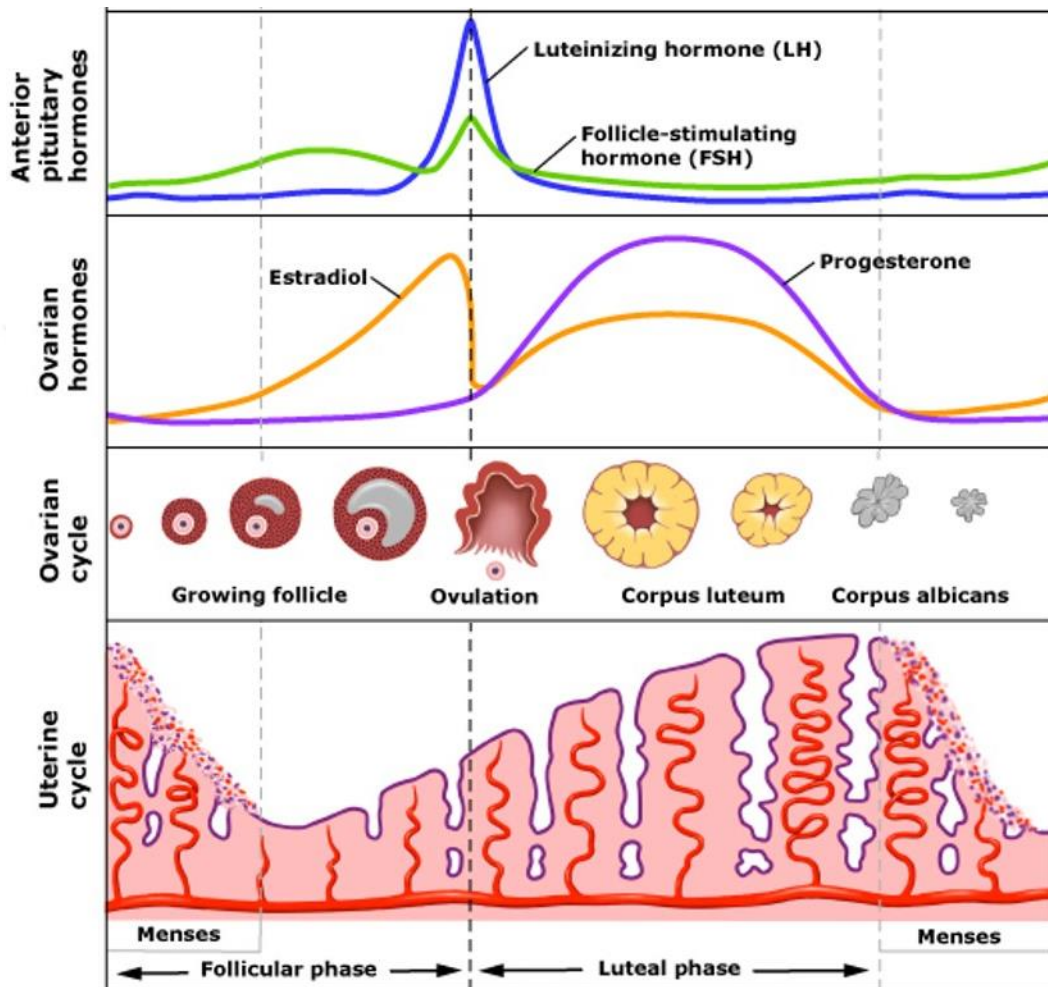 Anterior
pituitary
hormones
Luteinizing hormone (LH)
Follicle-stimulating
hormone (FSH)
Ovarian
hormones
Estradiol
Progesterone
Ovarian
cycle
Growing follicle
Ovulation
Corpus luteum
Corpus albicans
Uterine
cycle
Menses
Menses
Follicular phase
Luteal phase